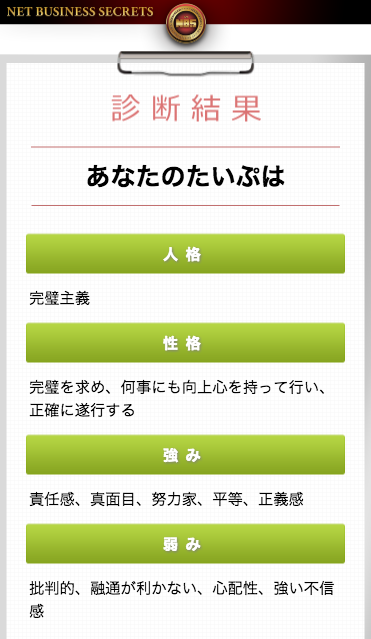 NET BUSINESS SECRETS
NBS
診断結果
あなたのたいぷは
人格
完璧主義
性格
完璧を求め、何事にも向上心を持って行い、
正確に遂行する
強み
責任感、真面目、努力家、平等、正義感
弱み
批判的、融通が利かない、心配性、強い不信
感